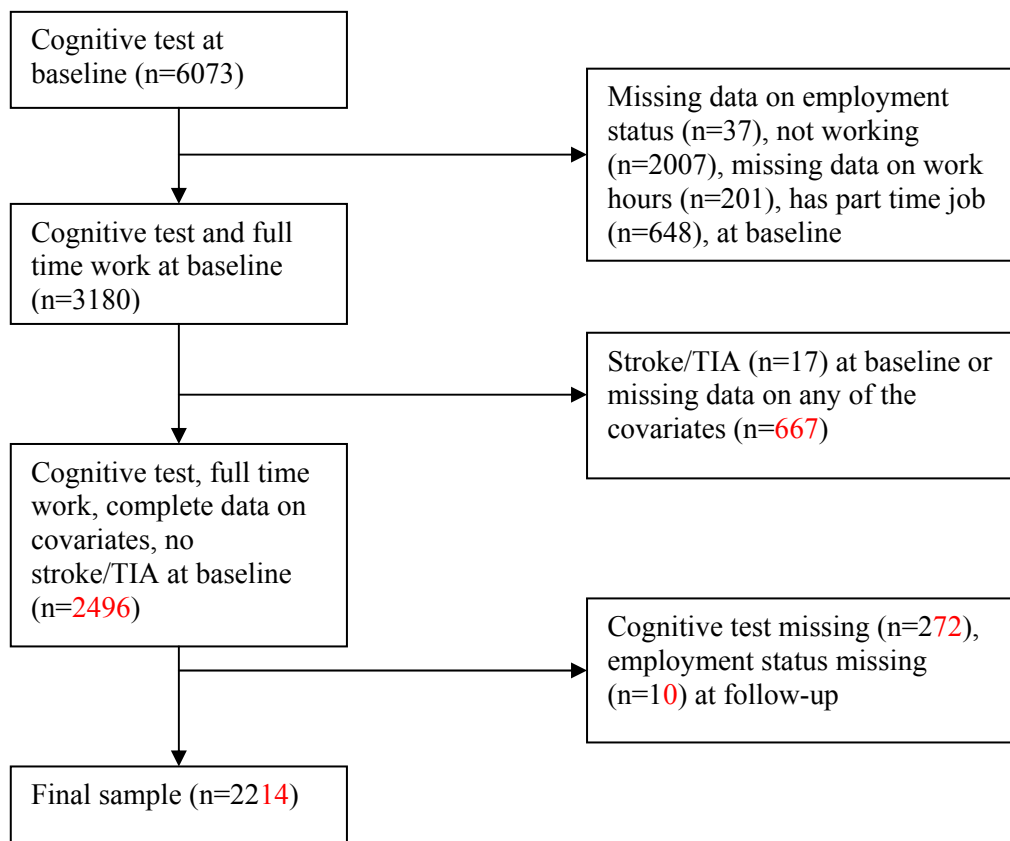 Cognitive test at
baseline (n=6073)
Missing data on employment
status (n=37), not working
(n=2007), missing data on work
hours (n=201), has part time job
(n=648), at baseline
Cognitive test and full
time work at baseline
(n=3180)
Stroke/TIA (n=17) at baseline or
missing data on any of the
covariates (n=667)
Cognitive test, full time
work, complete data on
covariates, no
stroke/TIA at baseline
(n=2496)
Cognitive test missing (n=272),
employment status missing
(n=10) at follow-up
Final sample (n=2214)